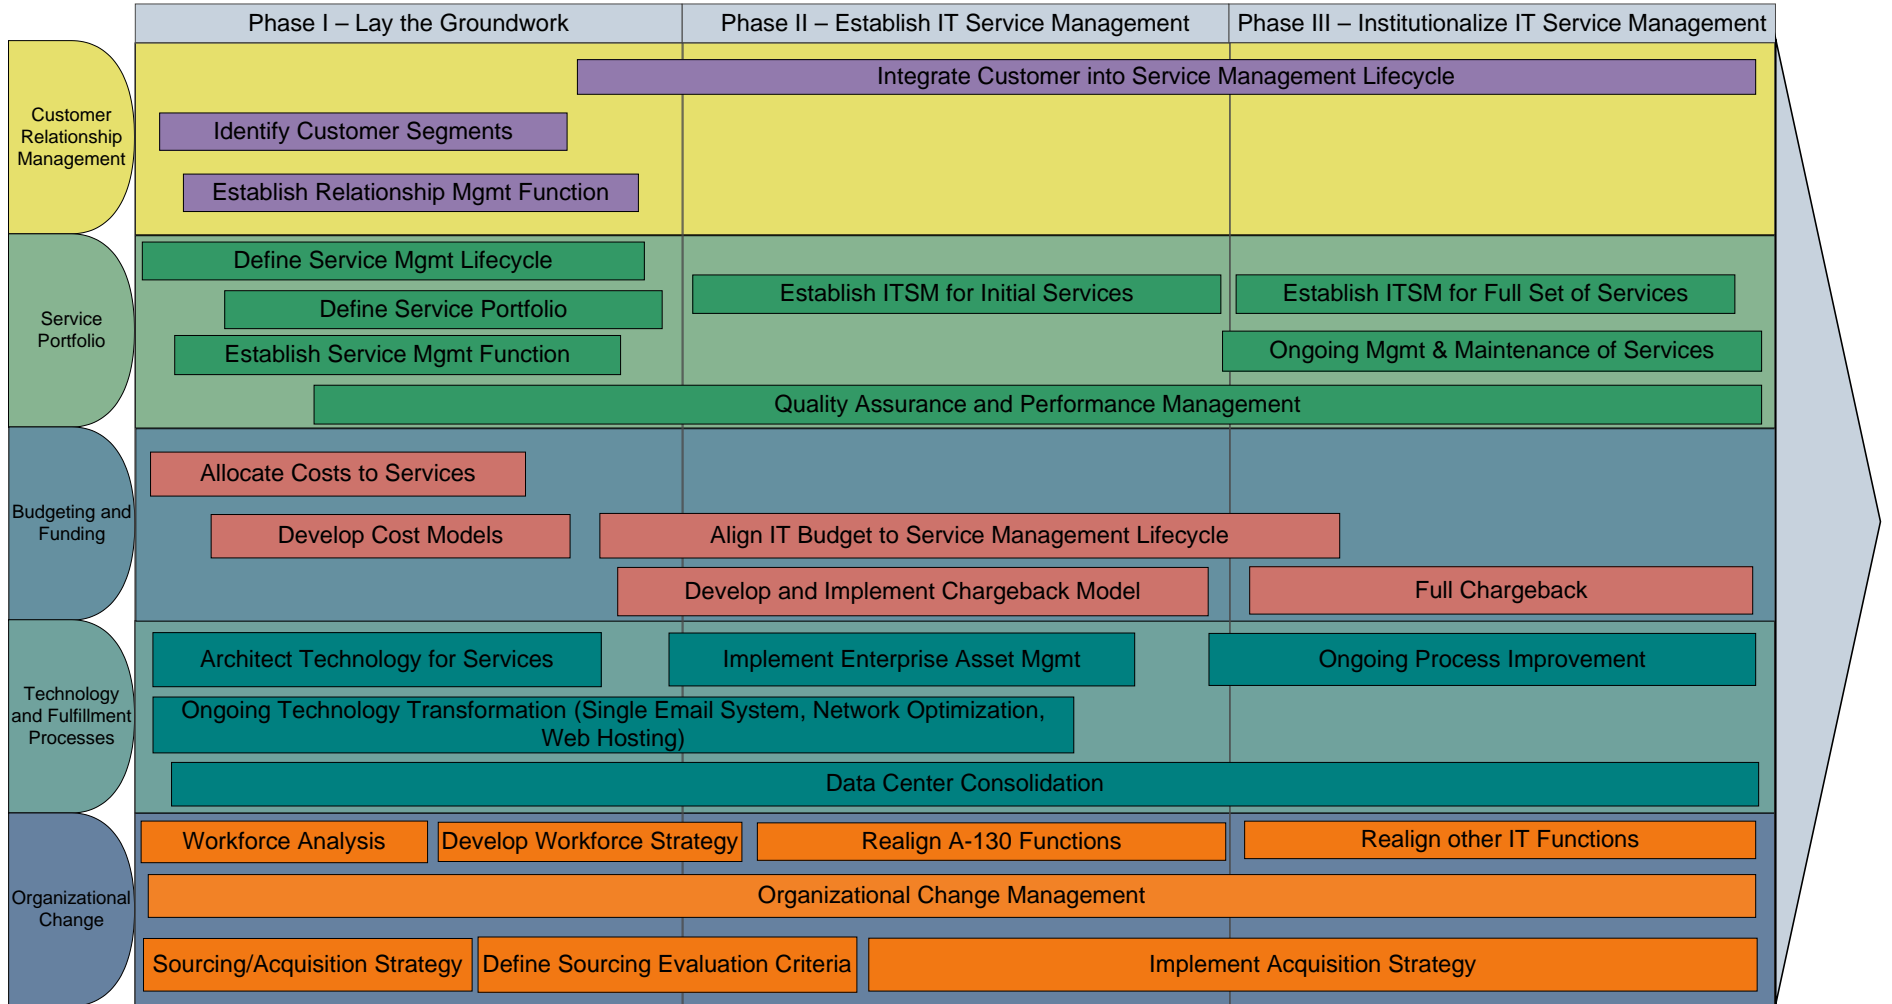 Phase I – Lay the Groundwork
Phase II – Establish IT Service Management
Phase III – Institutionalize IT Service Management
Customer
Relationship
Management
Integrate Customer into Service Management Lifecycle
Identify Customer Segments
Establish Relationship Mgmt Function
Service
Portfolio
Define Service Mgmt Lifecycle
Define Service Portfolio
Establish Service Mgmt Function
Establish ITSM for Initial Services
Establish ITSM for Full Set of Services
Ongoing Mgmt & Maintenance of Services
Quality Assurance and Performance Management
Budgeting and
Funding
Allocate Costs to Services
Develop Cost Models
Align IT Budget to Service Management Lifecycle
Develop and Implement Chargeback Model
Full Chargeback
Technology
and Fulfillment
Processes
Architect Technology for Services
Implement Enterprise Asset Mgmt
Ongoing Process Improvement
Ongoing Technology Transformation (Single Email System, Network Optimization,
Web Hosting)
Data Center Consolidation
Organizational
Change
Workforce Analysis
Develop Workforce Strategy
Realign A-130 Functions
Realign other IT Functions
Organizational Change Management
Sourcing/Acquisition Strategy
Define Sourcing Evaluation Criteria
Implement Acquisition Strategy